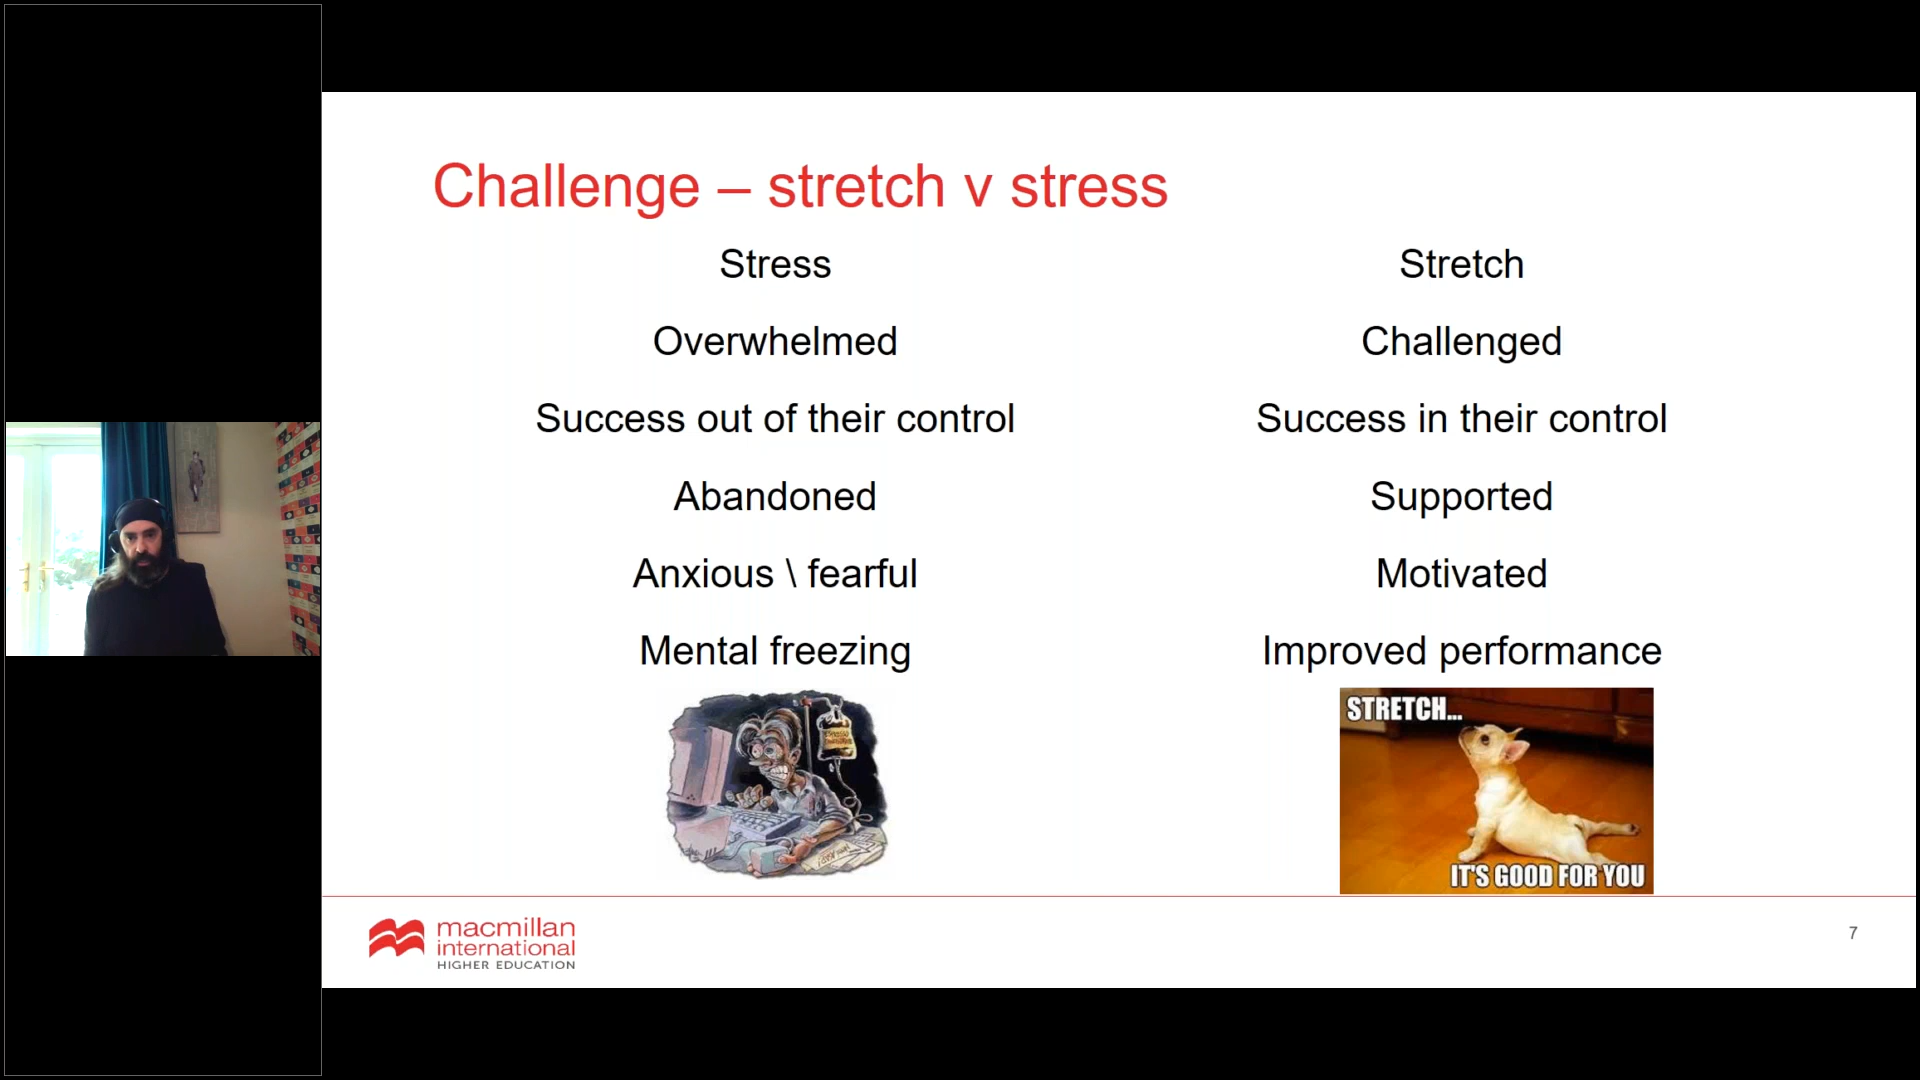 Challenge – stretch v stress
Stress
Overwhelmed
Success out of their control
Abandoned
Anxious \ fearful
Mental freezing
Stretch
Challenged
Success in their control
Supported
Motivated
Improved performance
STRETCH...
IT'S GOOD FOR YOU
macmillan
international
HIGHER EDUCATION
7